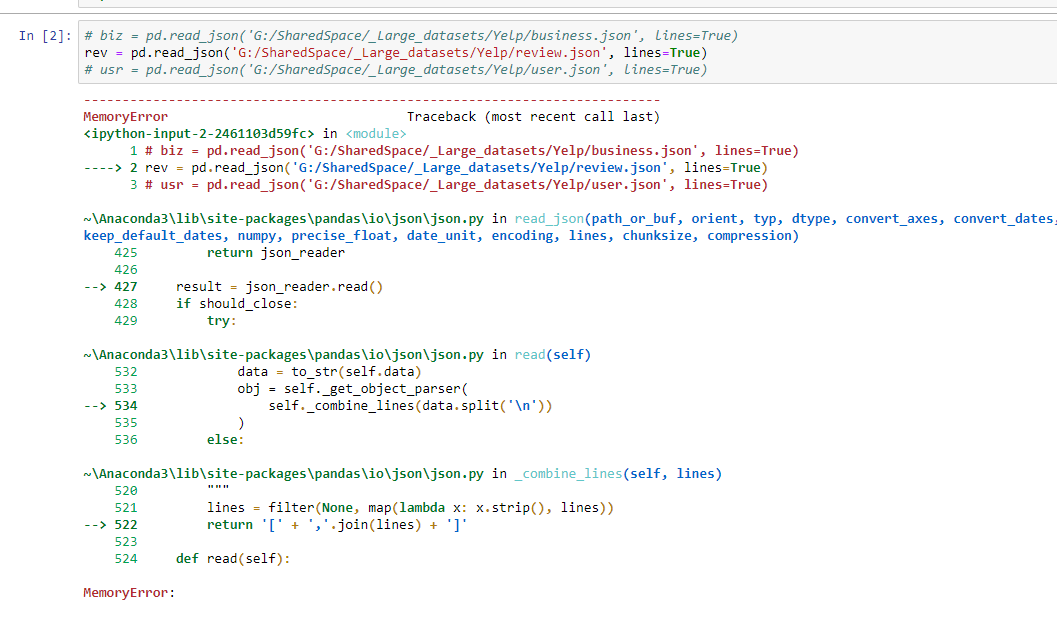 In [2]: # biz = pd.read_json('G:/SharedSpace/_Large_datasets/Yelp/business.json', lines=True)
rev = pd.read_json('G:/SharedSpace/_Large_datasets/Yelp/review.json', lines=True)
# usr = pd.read_json('G:/SharedSpace/_Large_datasets/Yelp/user.json', lines=True)
---------------------------------------------------------------------------
MemoryError                               Traceback (most recent call last)
<ipython-input-2-2461103d59fc> in <module>
      1 # biz = pd.read_json('G:/SharedSpace/_Large_datasets/Yelp/business.json', lines=True)
----> 2 rev = pd.read_json('G:/SharedSpace/_Large_datasets/Yelp/review.json', lines=True)
      3 # usr = pd.read_json('G:/SharedSpace/_Large_datasets/Yelp/user.json', lines=True)
~\Anaconda3\lib\site-packages\pandas\io\json\json.py in read_json(path_or_buf, orient, typ, dtype, convert_axes, convert_dates,
keep_default_dates, numpy, precise_float, date_unit, encoding, lines, chunksize, compression)
    425         return json_reader
    426
--> 427     result = json_reader.read()
    428     if should_close:
    429         try:
~\Anaconda3\lib\site-packages\pandas\io\json\json.py in read(self)
    532             data = to_str(self.data)
    533             obj = self._get_object_parser(
--> 534                 self._combine_lines(data.split('\n'))
    535             )
    536         else:
~\Anaconda3\lib\site-packages\pandas\io\json\json.py in _combine_lines(self, lines)
    520         """
    521         lines = filter(None, map(lambda x: x.strip(), lines))
--> 522         return '[' + ','.join(lines) + ']'
    523
    524     def read(self):
MemoryError: